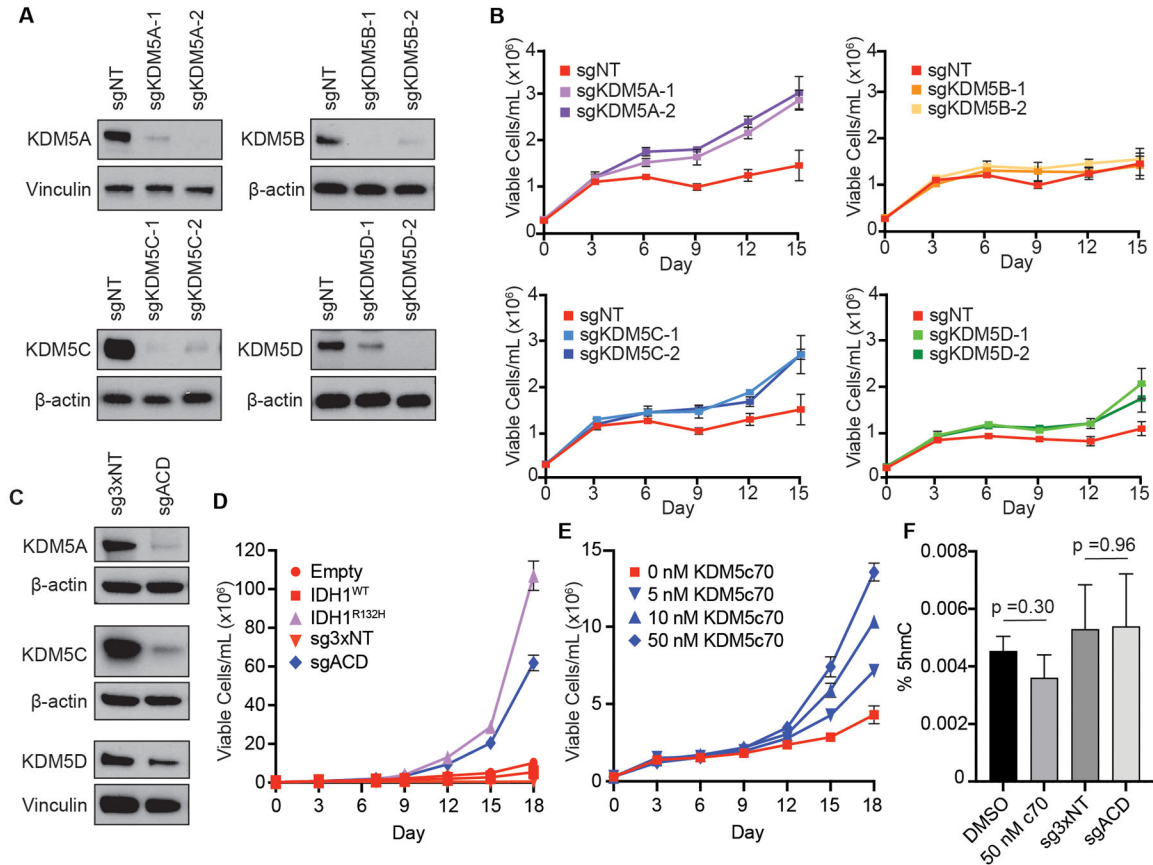 A
sgNT
sgKDM5A-1
sgKDM5A-2
KDM5A
Vinculin
sgNT
sgKDM5B-1
sgKDM5B-2
KDM5B
β-actin
sgNT
sgKDM5C-1
sgKDM5C-2
KDM5C
β-actin
sgNT
sgKDM5D-1
sgKDM5D-2
KDM5D
β-actin
B
Viable Cells/mL (x10⁶)
4
3
2
1
0
sgNT
sgKDM5A-1
sgKDM5A-2
0 3 6 9 12 15
Day
Viable Cells/mL (x10⁶)
4
3
2
1
0
sgNT
sgKDM5B-1
sgKDM5B-2
0 3 6 9 12 15
Day
Viable Cells/mL (x10⁶)
4
3
2
1
0
sgNT
sgKDM5C-1
sgKDM5C-2
0 3 6 9 12 15
Day
Viable Cells/mL (x10⁶)
4
3
2
1
0
sgNT
sgKDM5D-1
sgKDM5D-2
0 3 6 9 12 15
Day
C
sg3xNT
sgACD
KDM5A
β-actin
KDM5C
β-actin
KDM5D
Vinculin
D
Viable Cells/mL (x10⁶)
120
100
80
60
40
20
0
Empty
IDH1ᵂᵀ
IDH1ᴿ¹³²ᴴ
sg3xNT
sgACD
0 3 6 9 12 15 18
Day
E
Viable Cells/mL (x10⁶)
15
10
5
0
0 nM KDM5c70
5 nM KDM5c70
10 nM KDM5c70
50 nM KDM5c70
0 3 6 9 12 15 18
Day
F
% 5hmC
0.008
0.006
0.004
0.002
0
p =0.30
p =0.96
DMSO
50 nM c70
sg3xNT
sgACD